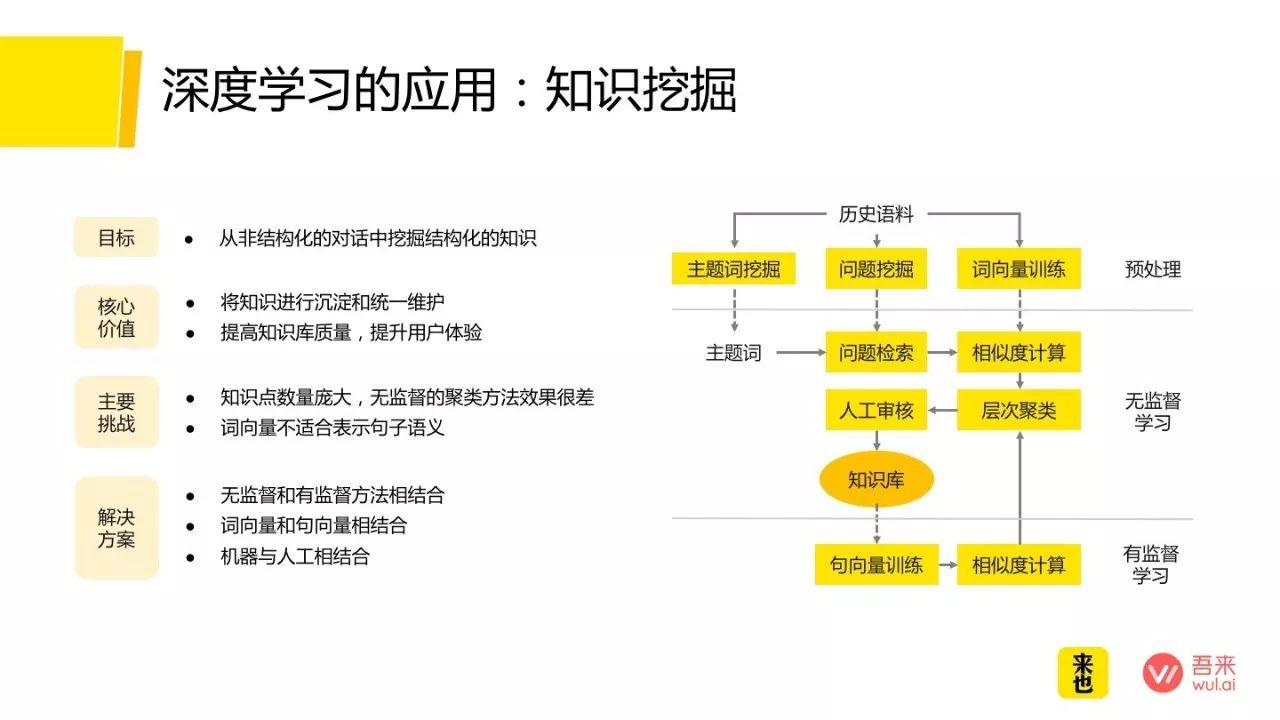 深度学习的应用：知识挖掘
目标
● 从非结构化的对话中挖掘结构化的知识
核心
价值
● 将知识进行沉淀和统一维护
● 提高知识库质量，提升用户体验
主要
挑战
● 知识点数量庞大，无监督的聚类方法效果很差
● 词向量不适合表示句子语义
解决
方案
● 无监督和有监督方法相结合
● 词向量和句向量相结合
● 机器与人工相结合
历史语料
主题词挖掘
问题挖掘
词向量训练
预处理
主题词
问题检索
相似度计算
人工审核
层次聚类
无监督
学习
知识库
句向量训练
相似度计算
有监督
学习
来也
吾来
wul.ai